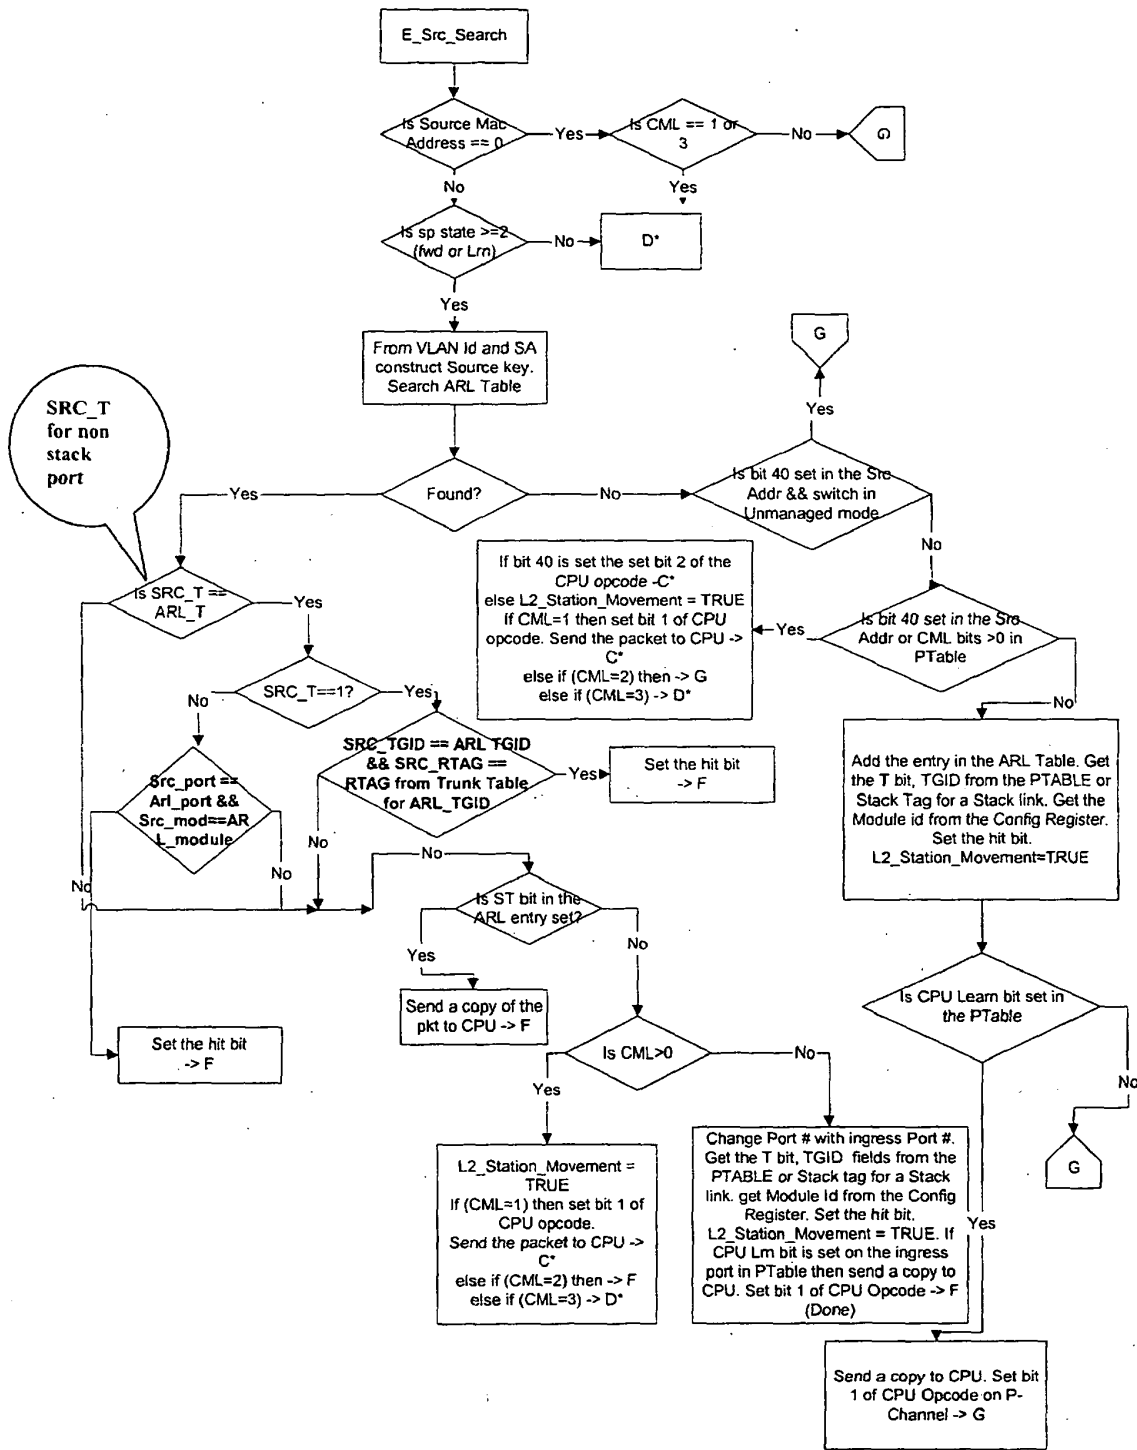 E_Src_Search
Is Source Mac
Address == 0
Yes
Is CML == 1 or
3
No
G
No
Yes
Is sp state >=2
(fwd or Lrn)
No
D*
Yes
G
From VLAN Id and SA
construct Source key.
Search ARL Table
Yes
SRC_T
for non
stack
port
Yes
Found?
No
Is bit 40 set in the Src
Addr && switch in
Unmanaged mode
No
If bit 40 is set the set bit 2 of the
CPU opcode -C*
else L2_Station_Movement = TRUE
If CML=1 then set bit 1 of CPU
opcode. Send the packet to CPU ->
C*
else if (CML=2) then -> G
else if (CML=3) -> D*
Is SRC_T ==
ARL_T
Yes
Yes
Is bit 40 set in the Src
Addr or CML bits >0 in
PTable
SRC_T==1?
No
Yes
No
SRC_TGID == ARL TGID
&& SRC_RTAG ==
RTAG from Trunk Table
for ARL_TGID
Yes
Set the hit bit
-> F
Add the entry in the ARL Table. Get
the T bit, TGID from the PTABLE or
Stack Tag for a Stack link. Get the
Module id from the Config Register.
Set the hit bit.
L2_Station_Movement=TRUE
Src_port ==
Arl_port &&
Src_mod==AR
L_module
No
No
No
No
Is ST bit in the
ARL entry set?
Yes
No
Send a copy of the
pkt to CPU -> F
Is CPU Learn bit set in
the PTable
Set the hit bit
-> F
Is CML>0
No
Yes
No
G
L2_Station_Movement =
TRUE
If (CML=1) then set bit 1 of
CPU opcode.
Send the packet to CPU ->
C*
else if (CML=2) then -> F
else if (CML=3) -> D*
Change Port # with ingress Port #.
Get the T bit, TGID fields from the
PTABLE or Stack tag for a Stack
link. get Module Id from the Config
Register. Set the hit bit.
L2_Station_Movement = TRUE. If
CPU Lrn bit is set on the ingress
port in PTable then send a copy to
CPU. Set bit 1 of CPU Opcode -> F
(Done)
Yes
Send a copy to CPU. Set bit
1 of CPU Opcode on P-
Channel -> G